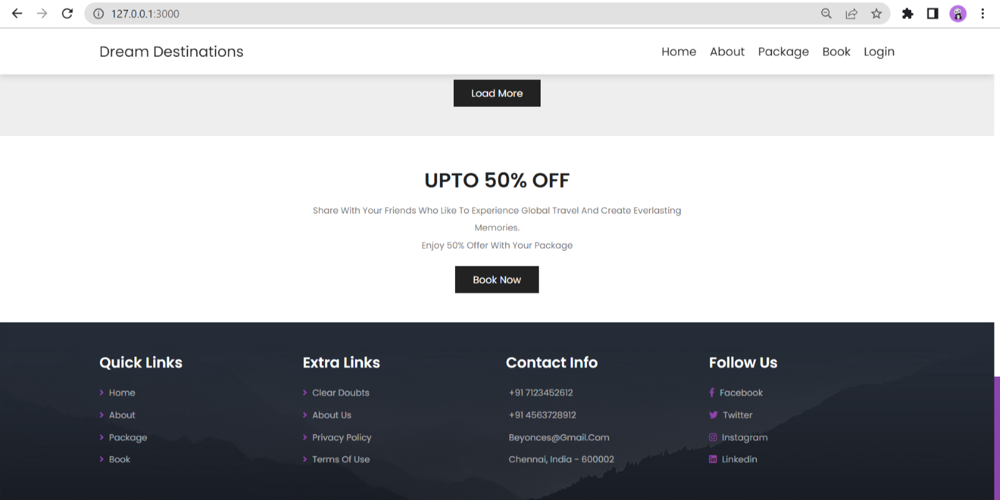 127.0.0.1:3000
Dream Destinations
Home About Package Book Login
Load More
UPTO 50% OFF
Share With Your Friends Who Like To Experience Global Travel And Create Everlasting
Memories.
Enjoy 50% Offer With Your Package
Book Now
Quick Links
Home
About
Package
Book
Extra Links
Clear Doubts
About Us
Privacy Policy
Terms Of Use
Contact Info
+91 7123452612
+91 4563728912
Beyonces@Gmail.Com
Chennai, India - 600002
Follow Us
Facebook
Twitter
Instagram
Linkedin